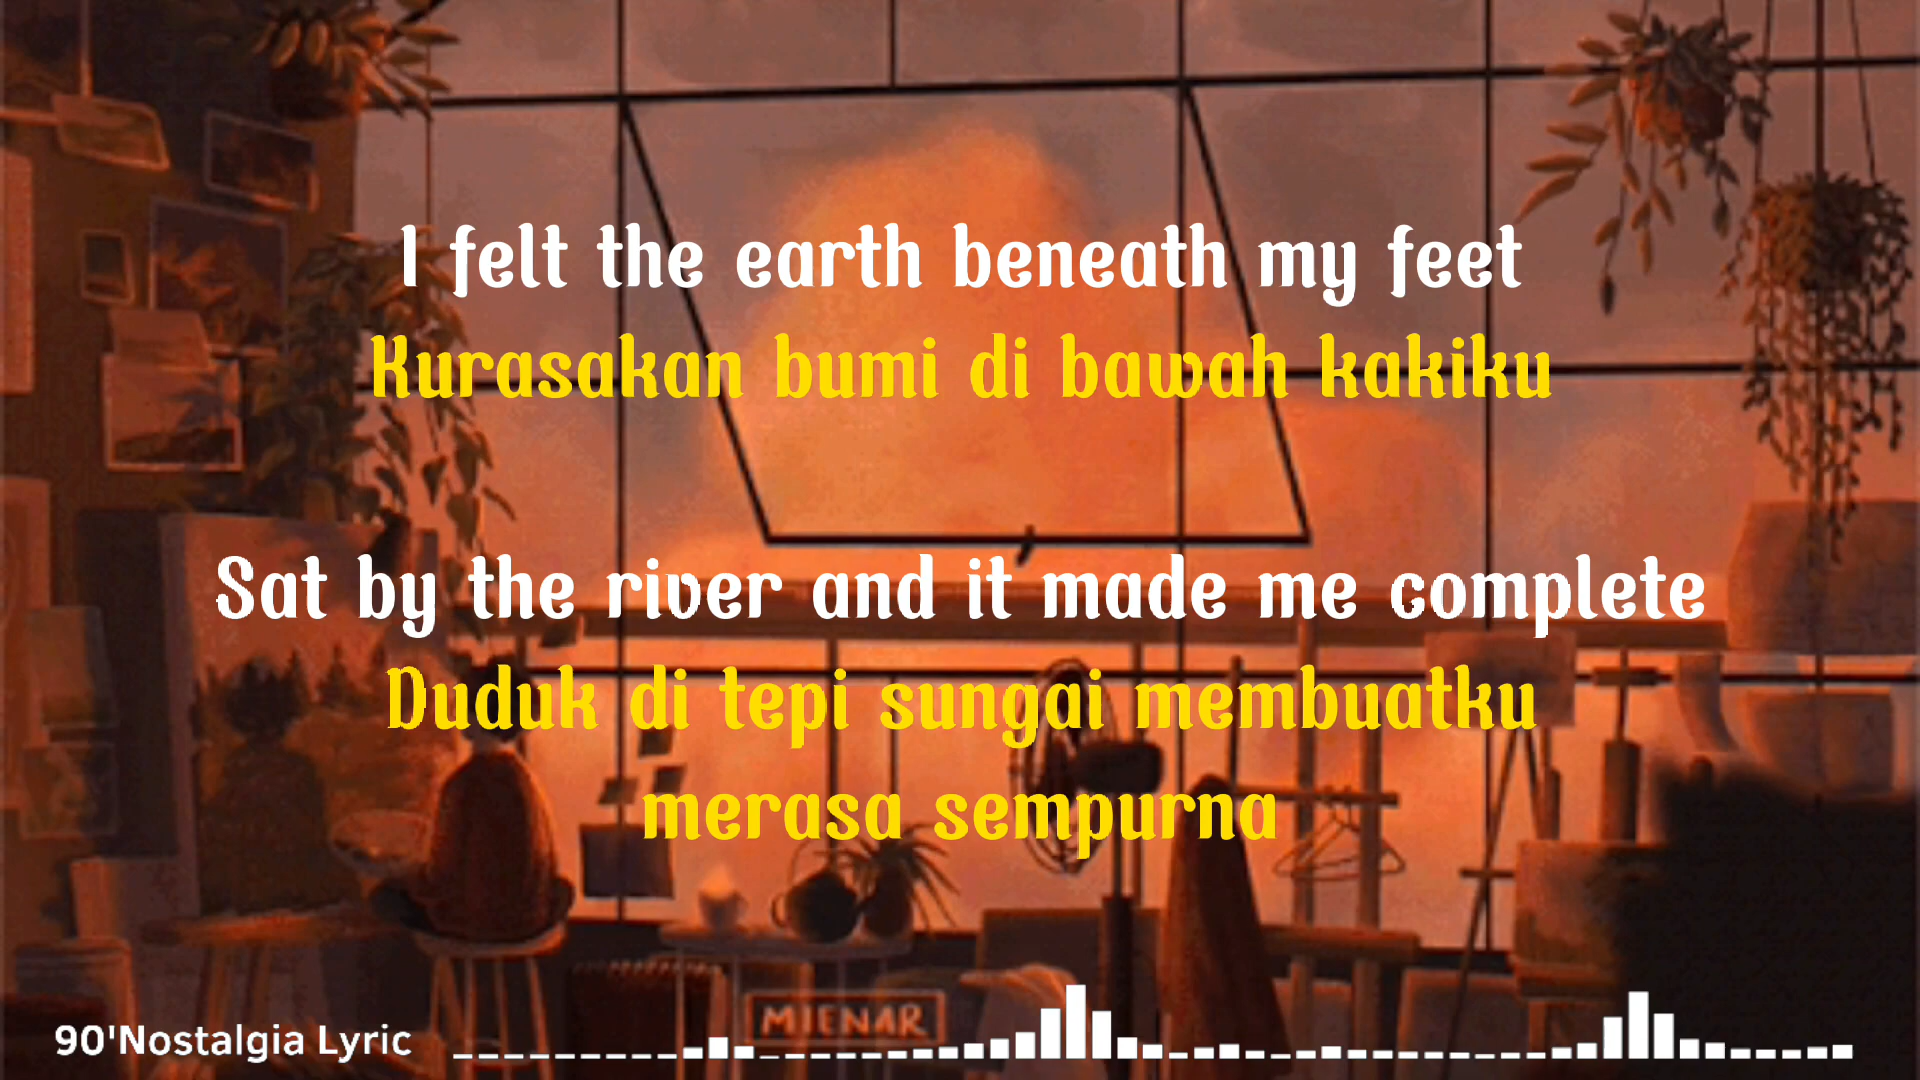 I felt the earth beneath my feet
Kurasakan bumi di bawah kakiku
Sat by the river and it made me complete
Duduk di tepi sungai membuatku
merasa sempurna
MIENAR
90'Nostalgia Lyric